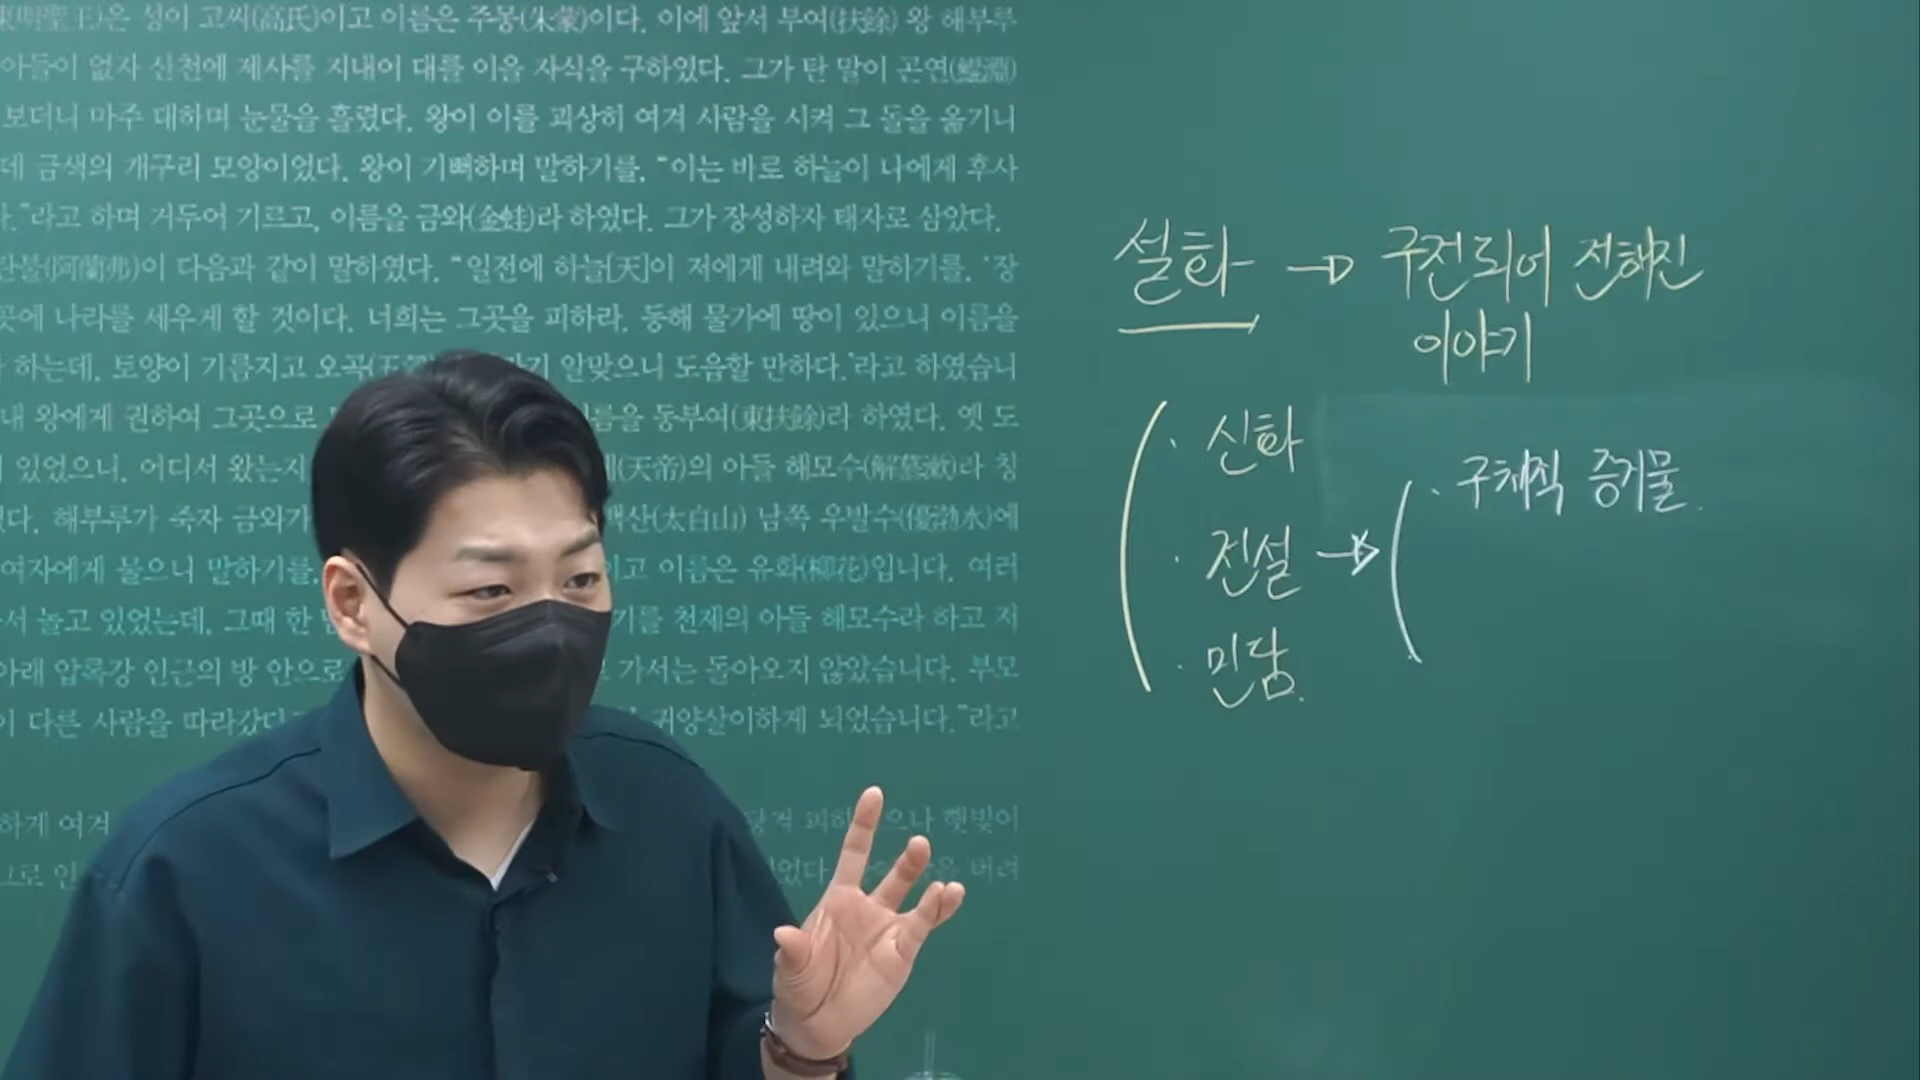 은 성이 고씨(高氏)이고 이름은 주몽(朱蒙)이다. 이에 앞서 부여(扶餘) 왕 해부루
아들이 없자 산천에 제사를 지내어 대를 이을 자식을 구하였다. 그가 탄 말이 곤연(鯤淵)
보더니 마주 대하며 눈물을 흘렸다. 왕이 이를 괴상히 여겨 사람을 시켜 그 돌을 옮기니
데 금색의 개구리 모양이었다. 왕이 기뻐하며 말하기를, “이는 바로 하늘이 나에게 후사
”라고 하며 거두어 기르고, 이름을 금와(金蛙)라 하였다. 그가 장성하자 태자로 삼았다.
란불(阿蘭弗)이 다음과 같이 말하였다. “일전에 하늘[天]이 저에게 내려와 말하기를, ‘장
곳에 나라를 세우게 할 것이다. 너희는 그곳을 피하라. 동해 물가에 땅이 있으니 이름을
하는데, 토양이 기름지고 오곡( 기 알맞으니 도읍할 만하다.’라고 하였습니
내 왕에게 권하여 그곳으로 름을 동부여(東扶餘)라 하였다. 옛 도
있었으니, 어디서 왔는지 (天帝)의 아들 해모수(解慕漱)라 칭
다. 해부루가 죽자 금와가 백산(太白山) 남쪽 우발수(優渤水)에
여자에게 물으니 말하기를, 이고 이름은 유화(柳花)입니다. 여러
서 놀고 있었는데, 그때 한 기를 천제의 아들 해모수라 하고 저
아래 압록강 인근의 방 안으로 가서는 돌아오지 않았습니다. 부모
이 다른 사람을 따라갔다 귀양살이하게 되었습니다.”라고
하게 여겨 당겨 피하 으나 햇빛이
그로 인 었다. 버려
설화 → 구전되어 전해진
이야기
· 신화
· 구체적 증거물.
· 전설 →
· 민담.